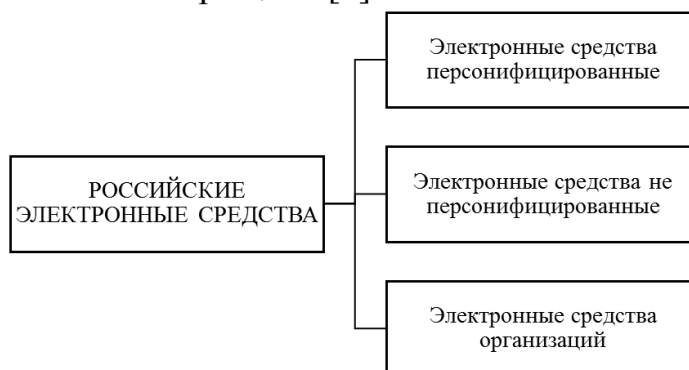 Электронные средства
персонифицированные
РОССИЙСКИЕ
ЭЛЕКТРОННЫЕ СРЕДСТВА
Электронные средства не
персонифицированные
Электронные средства
организаций